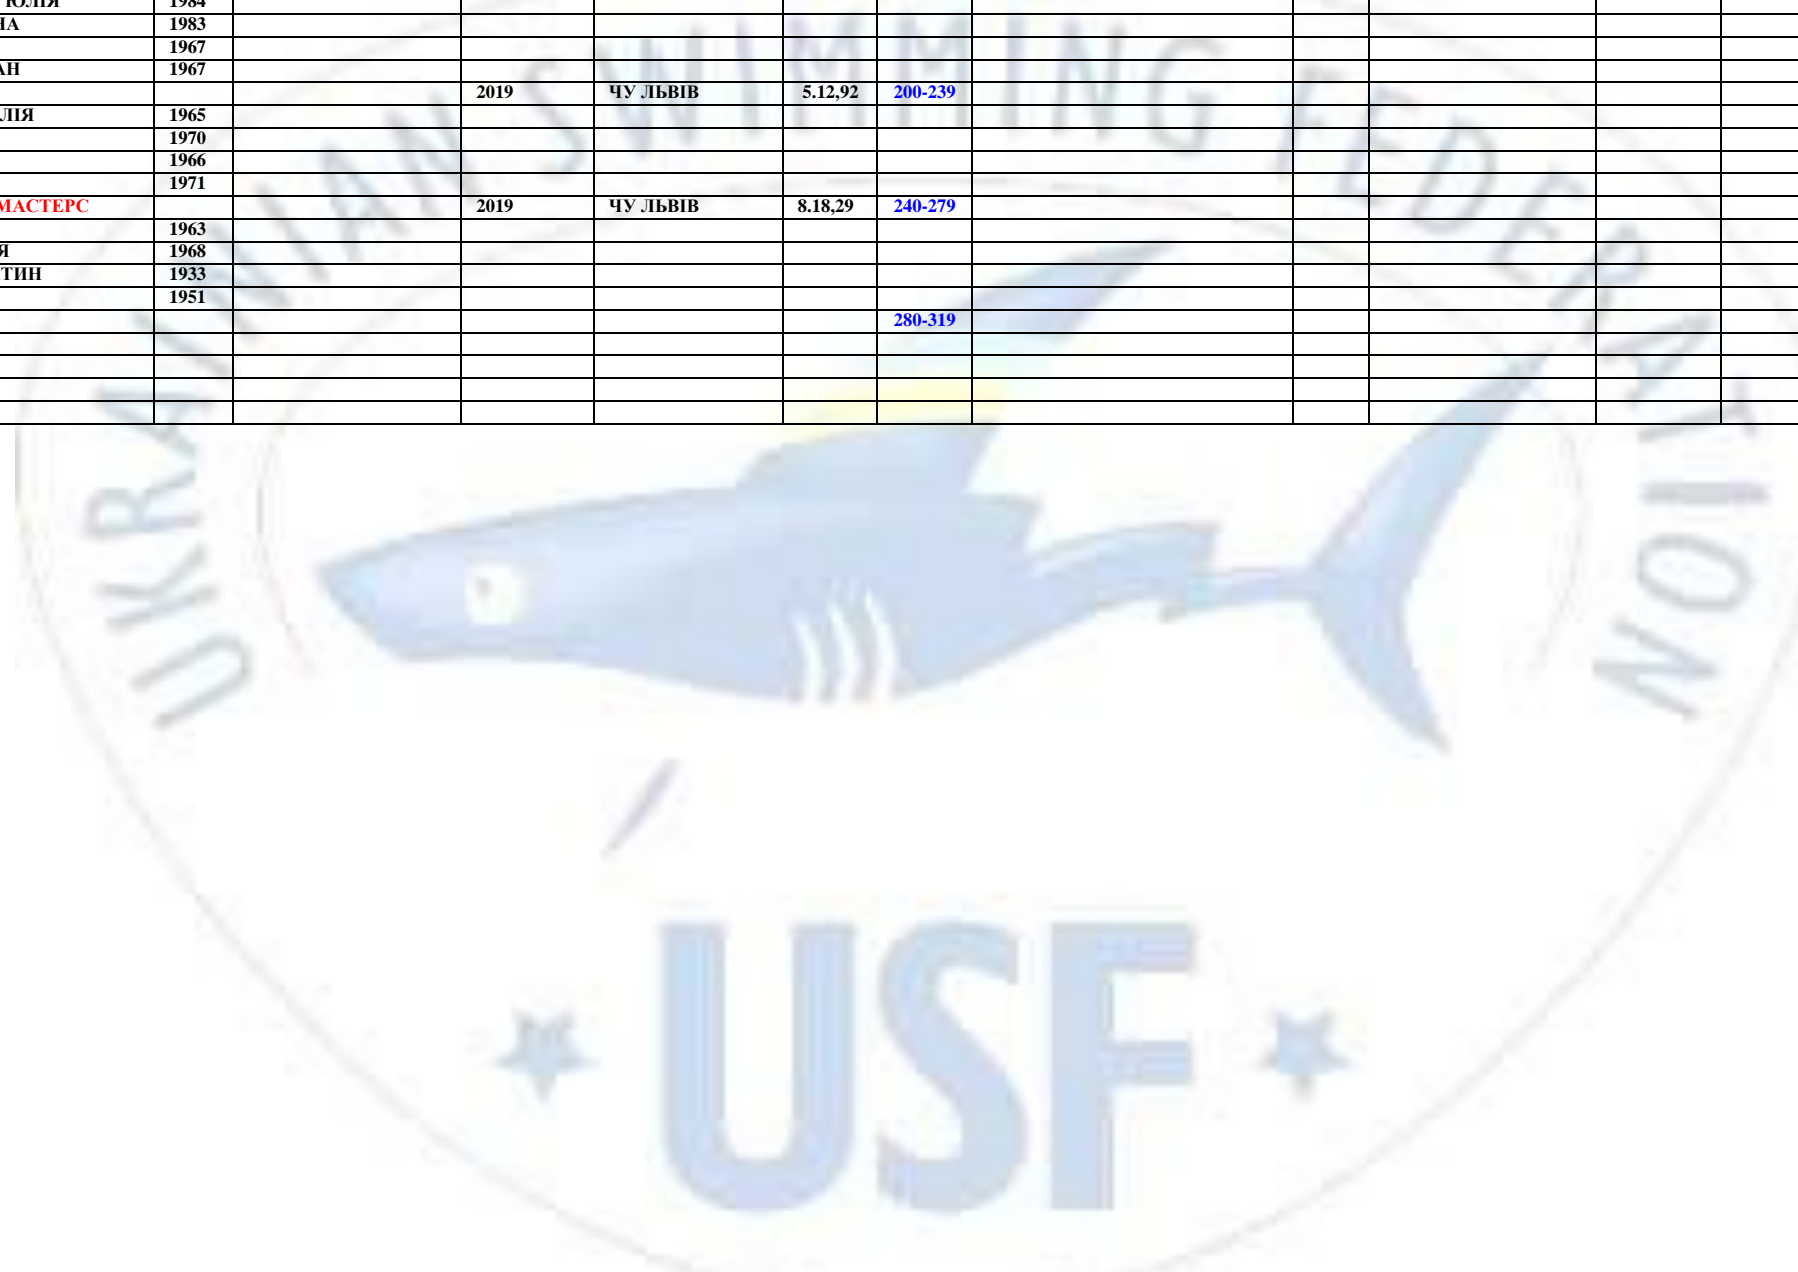 ЮЛІЯ 1984
НА 1983
1967
АН 1967
2019 ЧУ ЛЬВІВ 5.12,92 200-239
ЛІЯ 1965
1970
1966
1971
МАСТЕРС 2019 ЧУ ЛЬВІВ 8.18,29 240-279
1963
Я 1968
ТИН 1933
1951
280-319
UKRAINIAN SWIMMING FEDERATION
USF